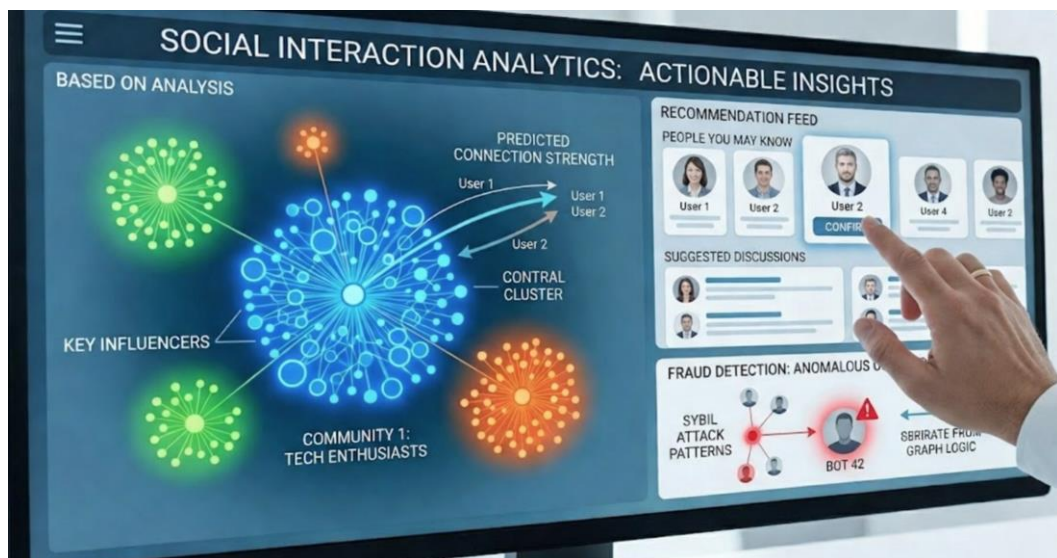 SOCIAL INTERACTION ANALYTICS: ACTIONABLE INSIGHTS
BASED ON ANALYSIS
PREDICTED
CONNECTION STRENGTH
User 1
User 1
User 2
User 2
CONTRAL
CLUSTER
KEY INFLUENCERS
COMMUNITY 1:
TECH ENTHUSIASTS
RECOMMENDATION FEED
PEOPLE YOU MAY KNOW
User 1
User 2
User 2
User 4
User 2
CONFIR
SUGGESTED DISCUSSIONS
FRAUD DETECTION: ANOMALOUS
SYBIL
ATTACK
PATTERNS
BOT 42
SBRIRATE FROM
GRAPH LOGIC